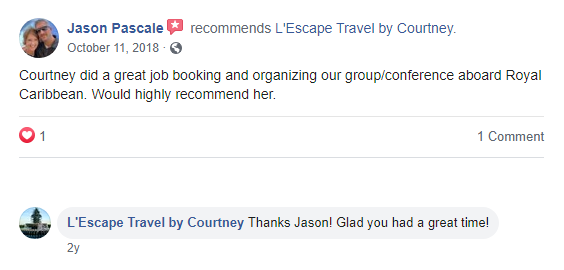 Jason Pascale recommends L'Escape Travel by Courtney.
October 11, 2018 ·
Courtney did a great job booking and organizing our group/conference aboard Royal
Caribbean. Would highly recommend her.
1 1 Comment
L'Escape Travel by Courtney Thanks Jason! Glad you had a great time!
2y